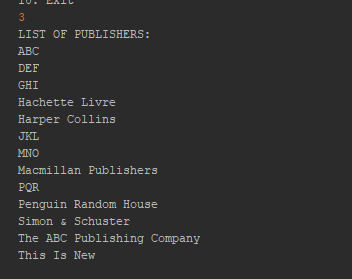 10. Exit
3
LIST OF PUBLISHERS:
ABC
DEF
GHI
Hachette Livre
Harper Collins
JKL
MNO
Macmillan Publishers
PQR
Penguin Random House
Simon & Schuster
The ABC Publishing Company
This Is New